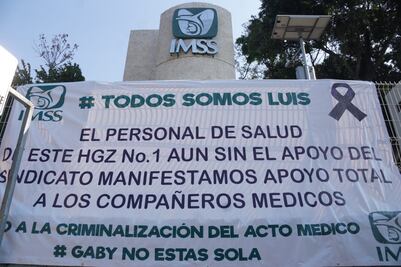 IMSS
IMSS
# TODOS SOMOS LUIS
EL PERSONAL DE SALUD
ESTE HGZ No.1 AUN SIN EL APOYO DEL
SINDICATO MANIFESTAMOS APOYO TOTAL
A LOS COMPAÑEROS MEDICOS
A LA CRIMINALIZACIÓN DEL ACTO MEDICO
# GABY NO ESTAS SOLA
IMSS